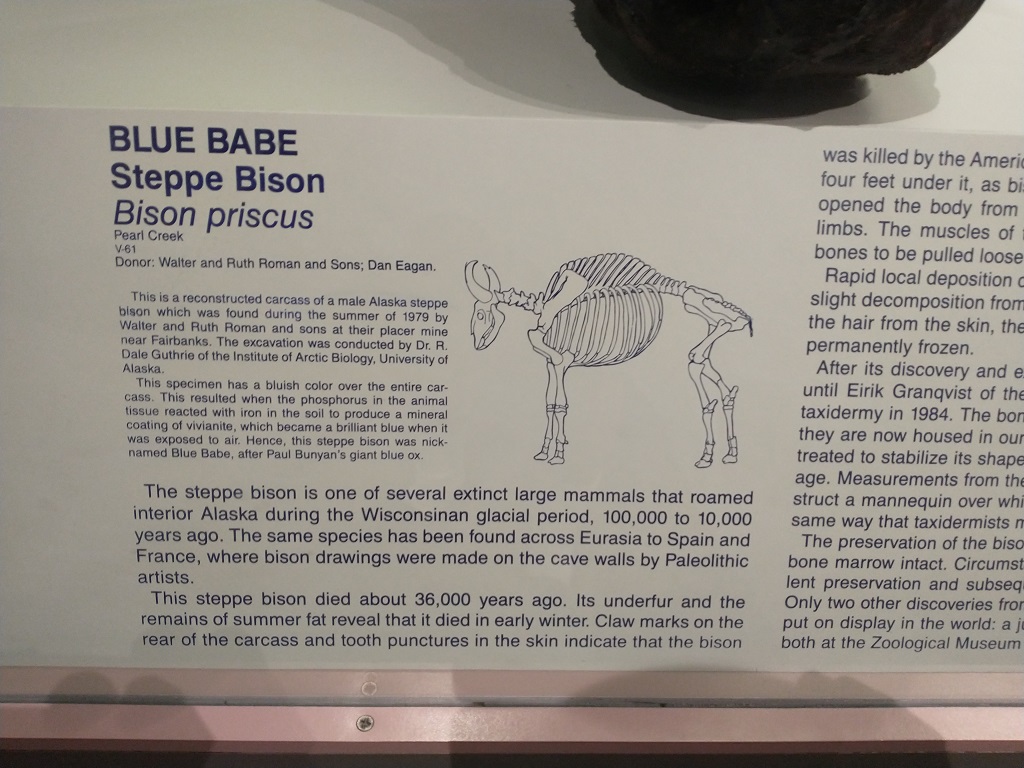 BLUE BABE
Steppe Bison
Bison priscus
Pearl Creek
V-61
Donor: Walter and Ruth Roman and Sons; Dan Eagan.
This is a reconstructed carcass of a male Alaska steppe
bison which was found during the summer of 1979 by
Walter and Ruth Roman and sons at their placer mine
near Fairbanks. The excavation was conducted by Dr. R.
Dale Guthrie of the Institute of Arctic Biology, University of
Alaska.
This specimen has a bluish color over the entire car-
cass. This resulted when the phosphorus in the animal
tissue reacted with iron in the soil to produce a mineral
coating of vivianite, which became a brilliant blue when it
was exposed to air. Hence, this steppe bison was nick-
named Blue Babe, after Paul Bunyan's giant blue ox.
The steppe bison is one of several extinct large mammals that roamed
interior Alaska during the Wisconsinan glacial period, 100,000 to 10,000
years ago. The same species has been found across Eurasia to Spain and
France, where bison drawings were made on the cave walls by Paleolithic
artists.
This steppe bison died about 36,000 years ago. Its underfur and the
remains of summer fat reveal that it died in early winter. Claw marks on the
rear of the carcass and tooth punctures in the skin indicate that the bison
was killed by the Americ
four feet under it, as bi
opened the body from
limbs. The muscles of
bones to be pulled loose
Rapid local deposition
slight decomposition from
the hair from the skin, the
permanently frozen.
After its discovery and e
until Eirik Granqvist of the
taxidermy in 1984. The bon
they are now housed in our
treated to stabilize its shape
age. Measurements from the
struct a mannequin over whi
same way that taxidermists m
The preservation of the biso
bone marrow intact. Circumst
lent preservation and subsequ
Only two other discoveries from
put on display in the world: a ju
both at the Zoological Museum